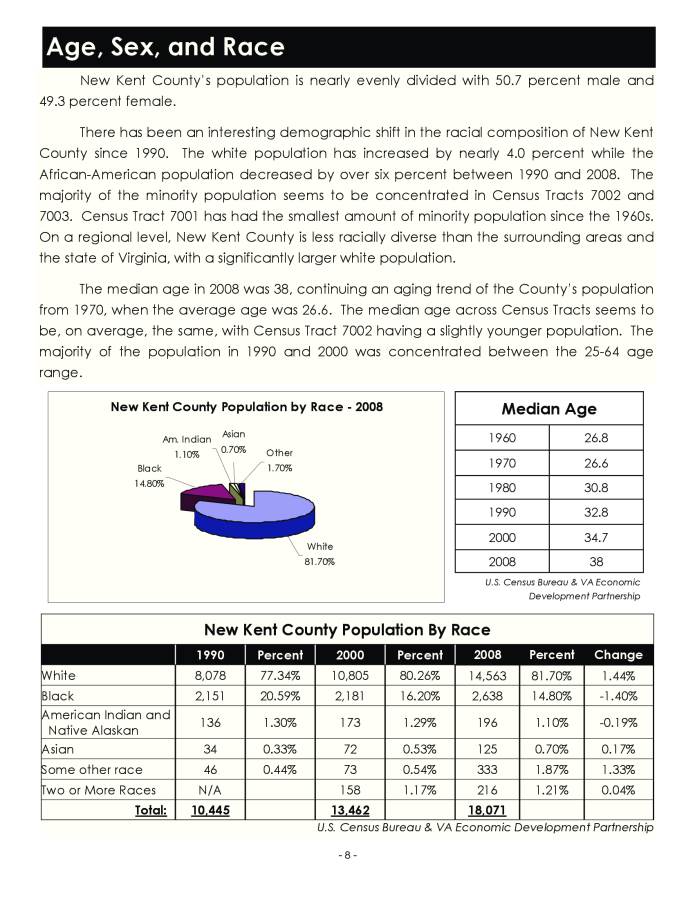 Age, Sex, and Race
New Kent County's population is nearly evenly divided with 50.7 percent male and
49.3 percent female.
There has been an interesting demographic shift in the racial composition of New Kent
County since 1990. The white population has increased by nearly 4.0 percent while the
African-American population decreased by over six percent between 1990 and 2008. The
majority of the minority population seems to be concentrated in Census Tracts 7002 and
7003. Census Tract 7001 has had the smallest amount of minority population since the 1960s.
On a regional level, New Kent County is less racially diverse than the surrounding areas and
the state of Virginia, with a significantly larger white population.
The median age in 2008 was 38, continuing an aging trend of the County's population
from 1970, when the average age was 26.6. The median age across Census Tracts seems to
be, on average, the same, with Census Tract 7002 having a slightly younger population. The
majority of the population in 1990 and 2000 was concentrated between the 25-64 age
range.
New Kent County Population by Race - 2008
Am. Indian
1.10%
Asian
0.70%
Other
1.70%
Black
14.80%
White
81.70%
Median Age
1960 26.8
1970 26.6
1980 30.8
1990 32.8
2000 34.7
2008 38
U.S. Census Bureau & VA Economic
Development Partnership
New Kent County Population By Race
1990 Percent 2000 Percent 2008 Percent Change
White 8,078 77.34% 10,805 80.26% 14,563 81.70% 1.44%
Black 2,151 20.59% 2,181 16.20% 2,638 14.80% -1.40%
American Indian and
Native Alaskan 136 1.30% 173 1.29% 196 1.10% -0.19%
Asian 34 0.33% 72 0.53% 125 0.70% 0.17%
Some other race 46 0.44% 73 0.54% 333 1.87% 1.33%
Two or More Races N/A 158 1.17% 216 1.21% 0.04%
Total: 10,445 13,462 18,071
U.S. Census Bureau & VA Economic Development Partnership
- 8 -